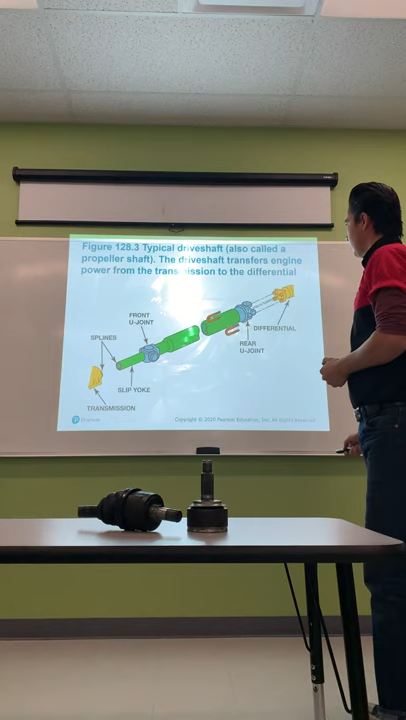 Figure 128.3 Typical driveshaft (also called a
propeller shaft). The driveshaft transfers engine
power from the transmission to the differential
FRONT
U-JOINT
SPLINES
DIFFERENTIAL
REAR
U-JOINT
SLIP YOKE
TRANSMISSION
Pearson
Copyright © 2020 Pearson Education, Inc. All Rights Reserved